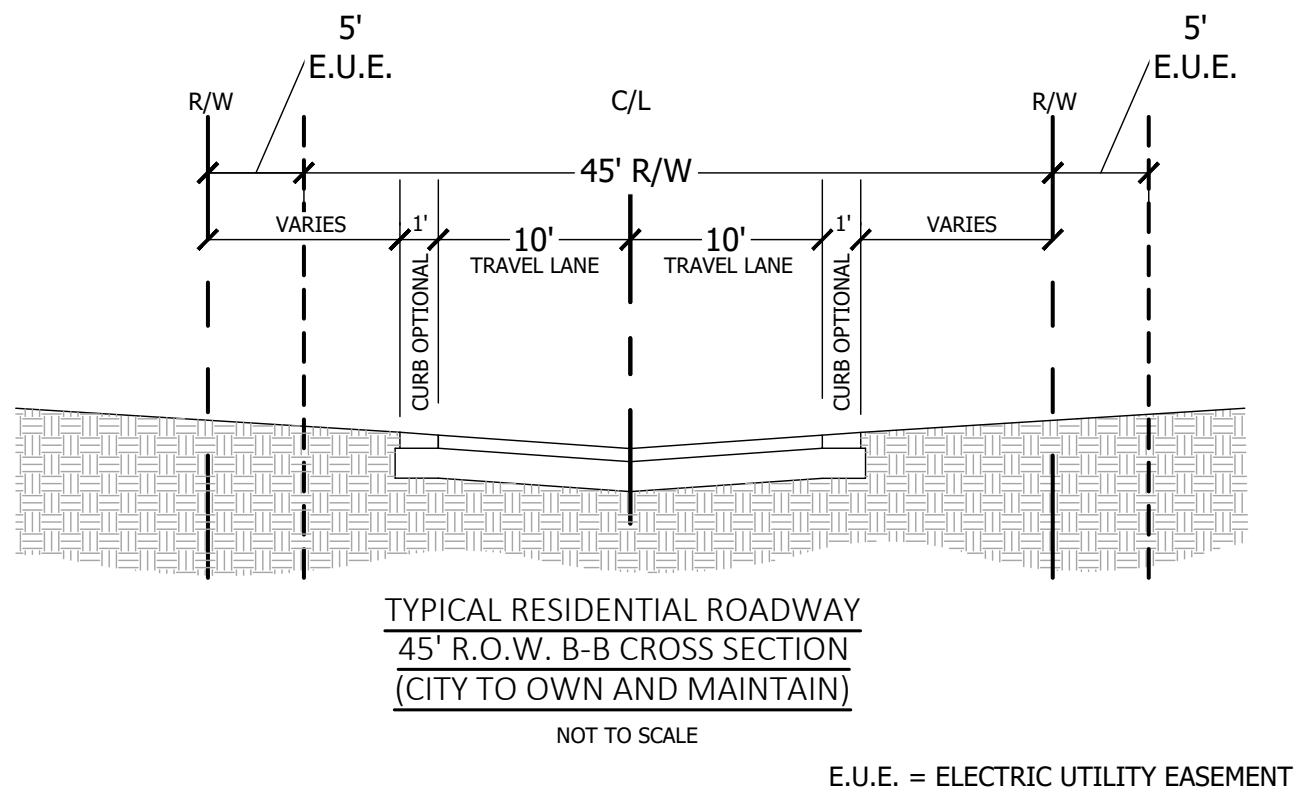 5'
E.U.E.
5'
E.U.E.
R/W
C/L
R/W
45' R/W
VARIES
1'
10'
TRAVEL LANE
10'
TRAVEL LANE
1'
VARIES
CURB OPTIONAL
CURB OPTIONAL
TYPICAL RESIDENTIAL ROADWAY
45' R.O.W. B-B CROSS SECTION
(CITY TO OWN AND MAINTAIN)
NOT TO SCALE
E.U.E. = ELECTRIC UTILITY EASEMENT